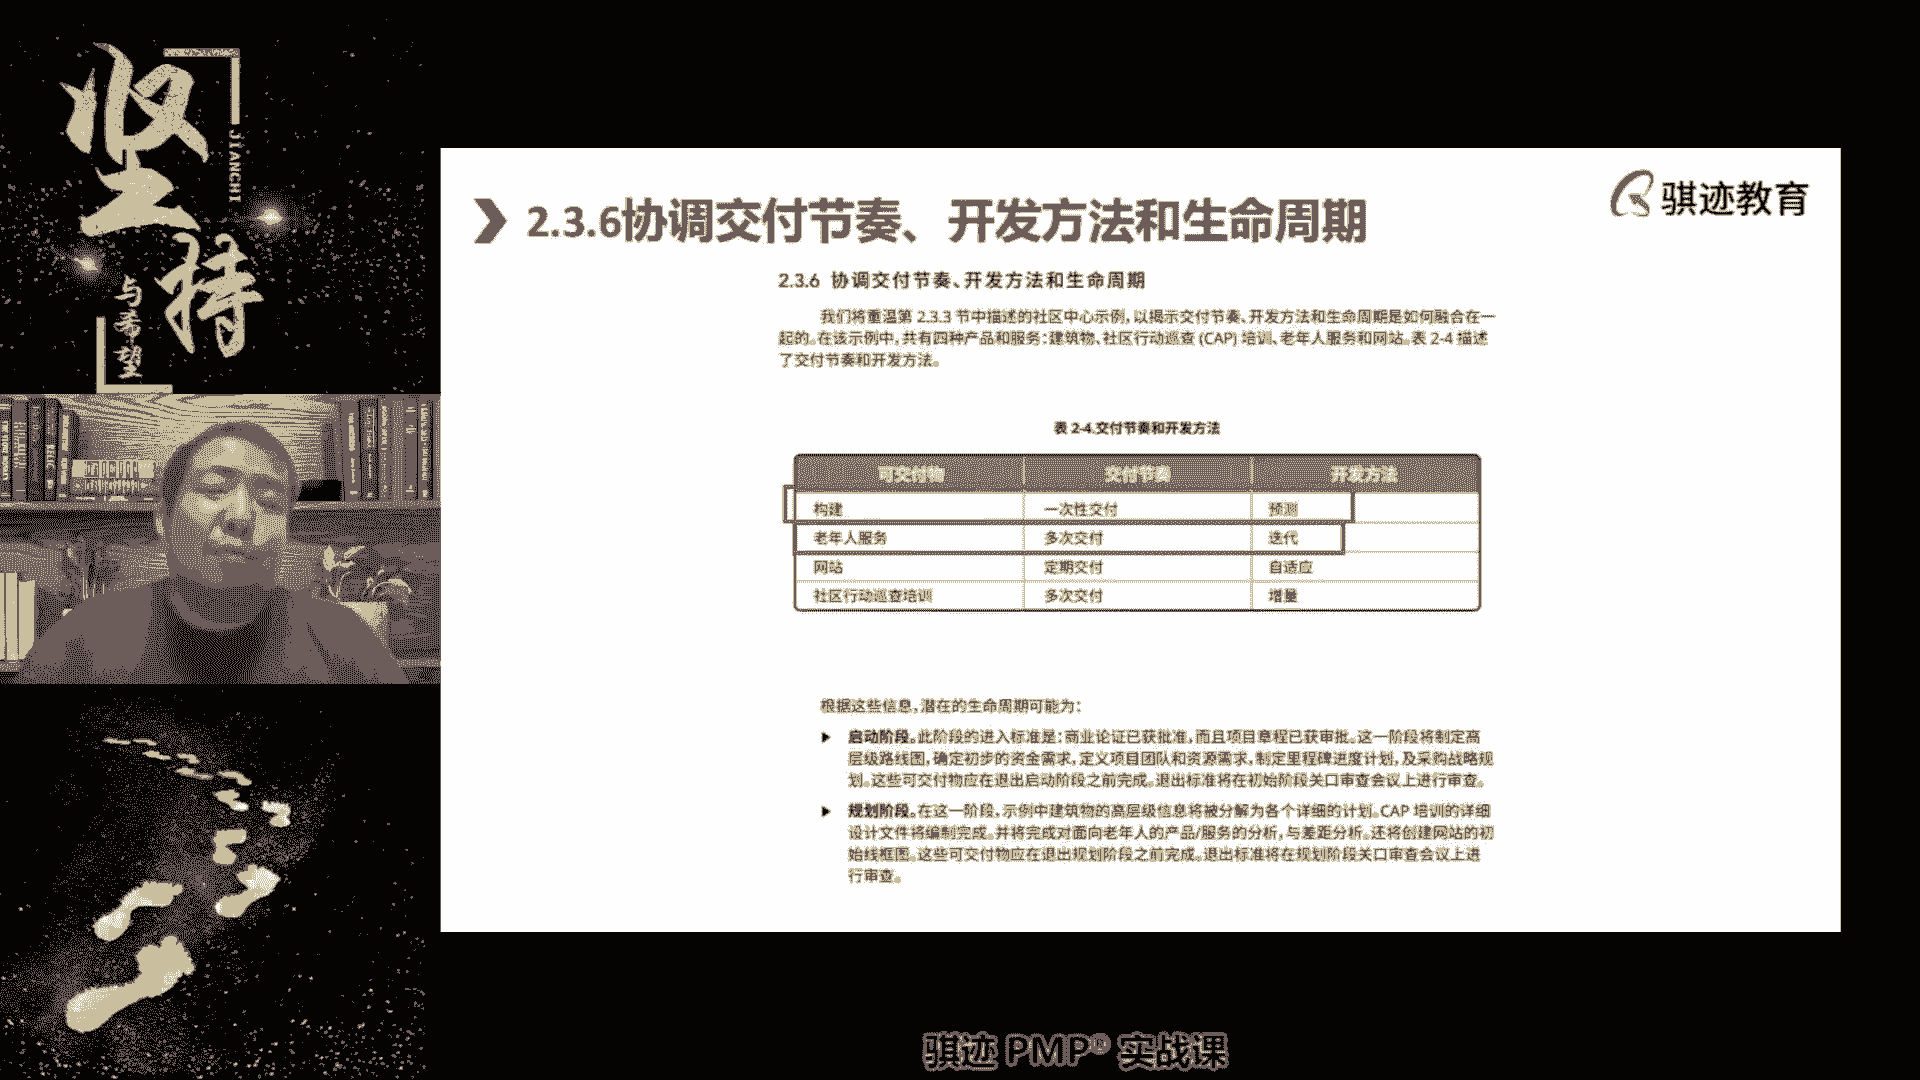 坚持
JIANCHI
与希望
骐迹教育
2.3.6协调交付节奏、开发方法和生命周期
2.3.6 协调交付节奏、开发方法和生命周期
我们将重温第 2.3.3 节中描述的社区中心示例，以揭示交付节奏、开发方法和生命周期是如何融合在一
起的。在该示例中，共有四种产品和服务：建筑物、社区行动巡查 (CAP) 培训、老年人服务和网站。表 2-4 描述
了交付节奏和开发方法。
表 2-4.交付节奏和开发方法
可交付物 交付节奏 开发方法
构建 一次性交付 预测
老年人服务 多次交付 迭代
网站 定期交付 自适应
社区行动巡查培训 多次交付 增量
根据这些信息，潜在的生命周期可能为：
启动阶段。此阶段的进入标准是：商业论证已获批准，而且项目章程已获审批。这一阶段将制定高
层级路线图，确定初步的资金需求，定义项目团队和资源需求，制定里程碑进度计划，及采购战略规
划。这些可交付物应在退出启动阶段之前完成。退出标准将在初始阶段关口审查会议上进行审查。
规划阶段。在这一阶段，示例中建筑物的高层级信息将被分解为各个详细的计划。CAP 培训的详细
设计文件将编制完成。并将完成对面向老年人的产品/服务的分析，与差距分析。还将创建网站的初
始线框图。这些可交付物应在退出规划阶段之前完成。退出标准将在规划阶段关口审查会议上进
行审查。
骐迹 PMP® 实战课